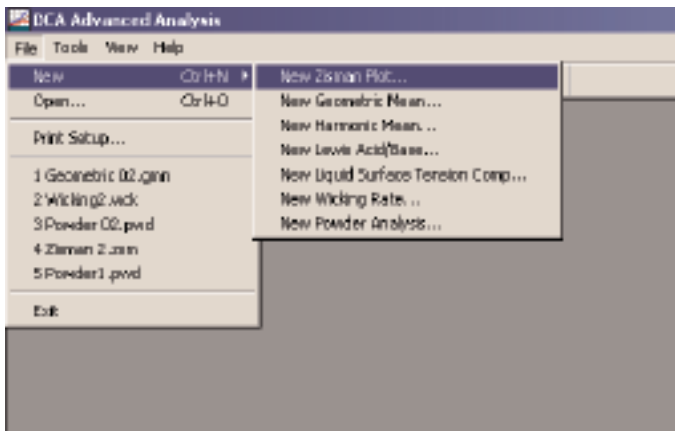 DCA Advanced Analysis
File Tools View Help
New Ctrl+N
Open... Ctrl+O
Print Setup...
1 Geometric 02.gmn
2 Wicking2.wck
3 Powder 02.pwd
4 Zisman 2.zsm
5 Powder1.pwd
Exit
New Zisman Plot...
New Geometric Mean...
New Harmonic Mean...
New Lewis Acid/Base...
New Liquid Surface Tension Comp...
New Wicking Rate...
New Powder Analysis...